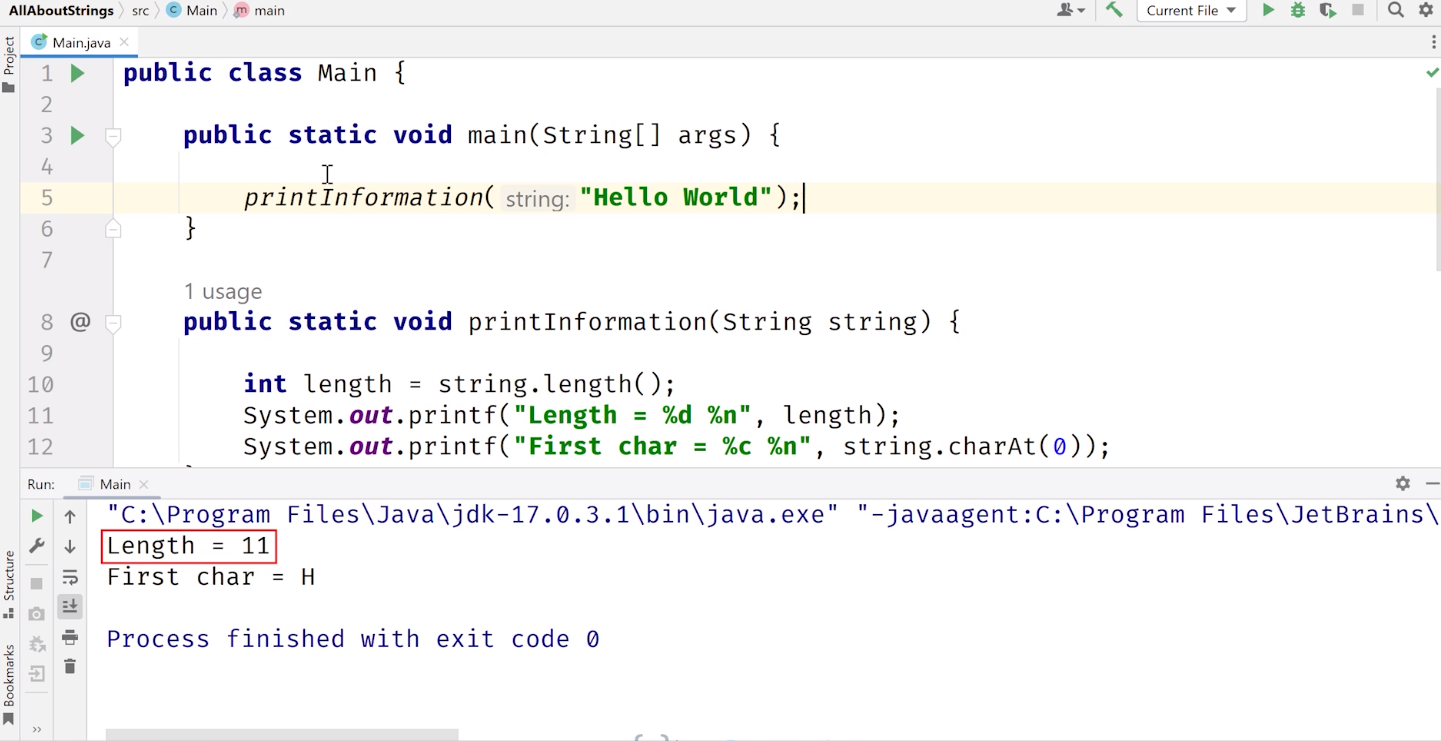 AllAboutStrings src Main main Current File
Project
Main.java
1 public class Main {
2
3 public static void main(String[] args) {
4
5 printInformation( string: "Hello World");
6 }
7
1 usage
8 @ public static void printInformation(String string) {
9
10 int length = string.length();
11 System.out.printf("Length = %d %n", length);
12 System.out.printf("First char = %c %n", string.charAt(0));
Run: Main
"C:\Program Files\Java\jdk-17.0.3.1\bin\java.exe" "-javaagent:C:\Program Files\JetBrains\
Length = 11
First char = H
Process finished with exit code 0
Structure
Bookmarks